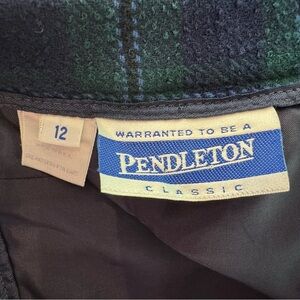 12
WARRANTED TO BE A
PENDLETON
CLASSIC